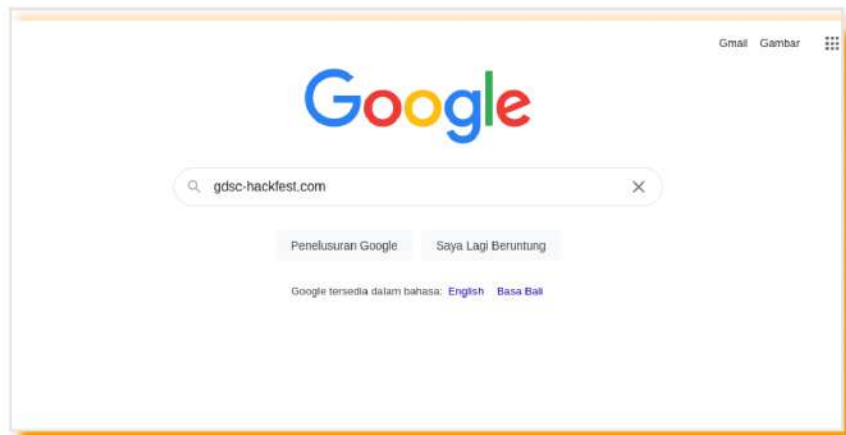 Gmail Gambar
Google
gdsc-hackfest.com
Penelusuran Google Saya Lagi Beruntung
Google tersedia dalam bahasa: English Basa Bali